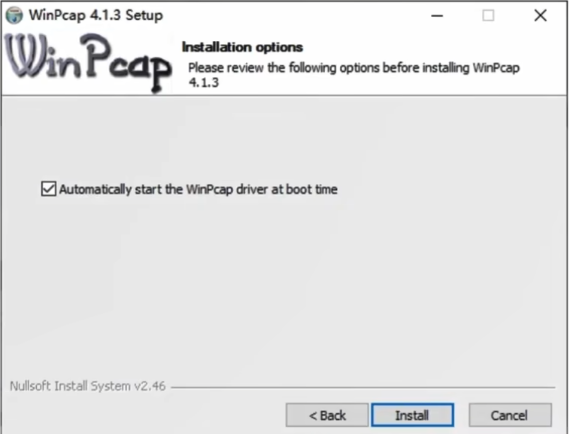 WinPcap 4.1.3 Setup
WinPcap
Installation options
Please review the following options before installing WinPcap
4.1.3
Automatically start the WinPcap driver at boot time
Nullsoft Install System v2.46
< Back
Install
Cancel